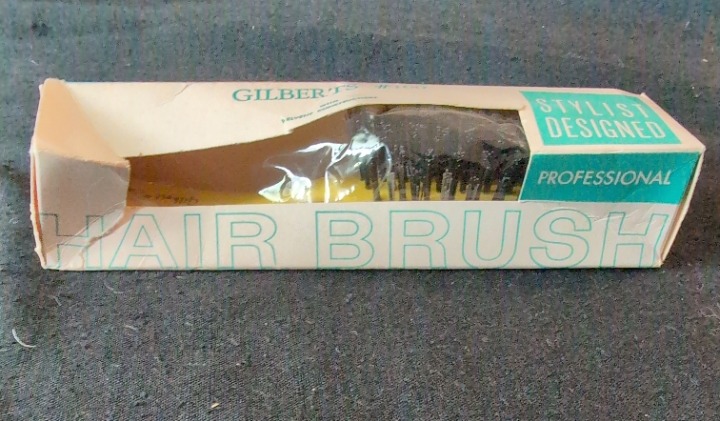 GILBERT'S
STYLIST
DESIGNED
PROFESSIONAL
HAIR BRUSH